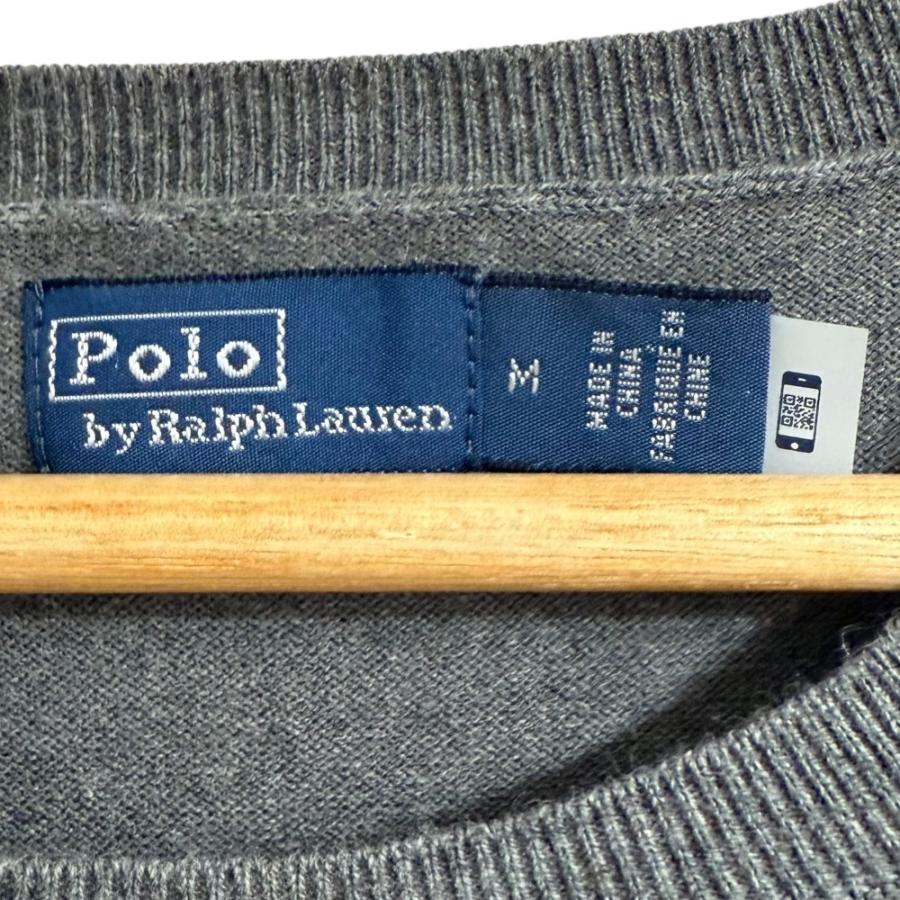 Polo
by Ralph Lauren
M
MADE IN
CHINA
FABRIQUÉ EN
CHINE